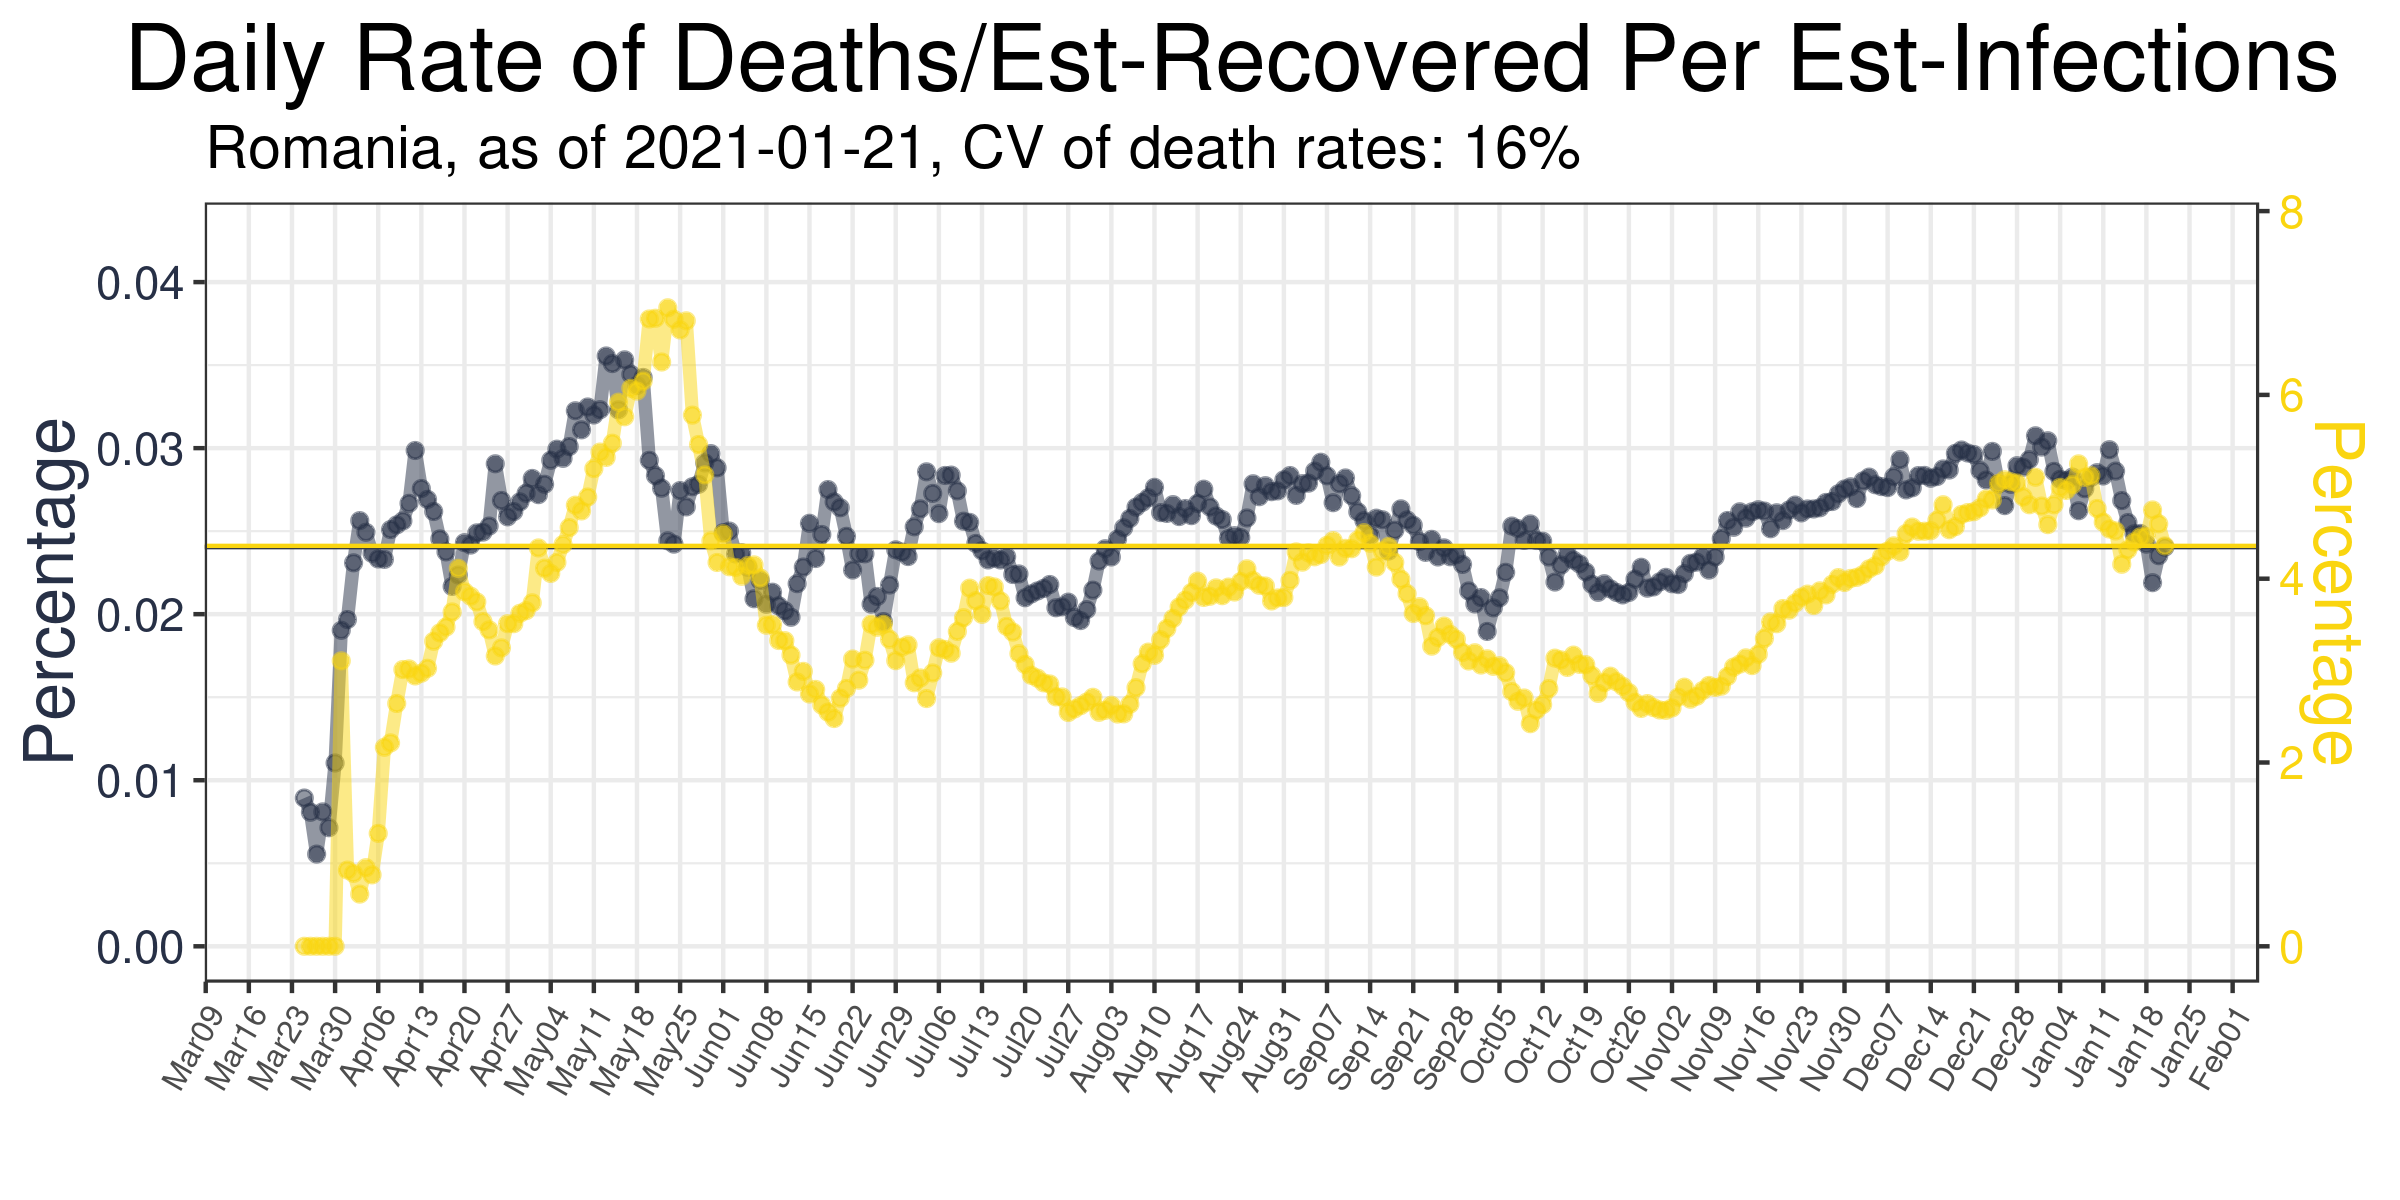 Daily Rate of Deaths/Est-Recovered Per Est-Infections
Romania, as of 2021-01-21, CV of death rates: 16%
Percentage
0.04
0.03
0.02
0.01
0.00
8
6
4
2
0
Percentage
Mar09
Mar16
Mar23
Mar30
Apr06
Apr13
Apr20
Apr27
May04
May11
May18
May25
Jun01
Jun08
Jun15
Jun22
Jun29
Jul06
Jul13
Jul20
Jul27
Aug03
Aug10
Aug17
Aug24
Aug31
Sep07
Sep14
Sep21
Sep28
Oct05
Oct12
Oct19
Oct26
Nov02
Nov09
Nov16
Nov23
Nov30
Dec07
Dec14
Dec21
Dec28
Jan04
Jan11
Jan18
Jan25
Feb01